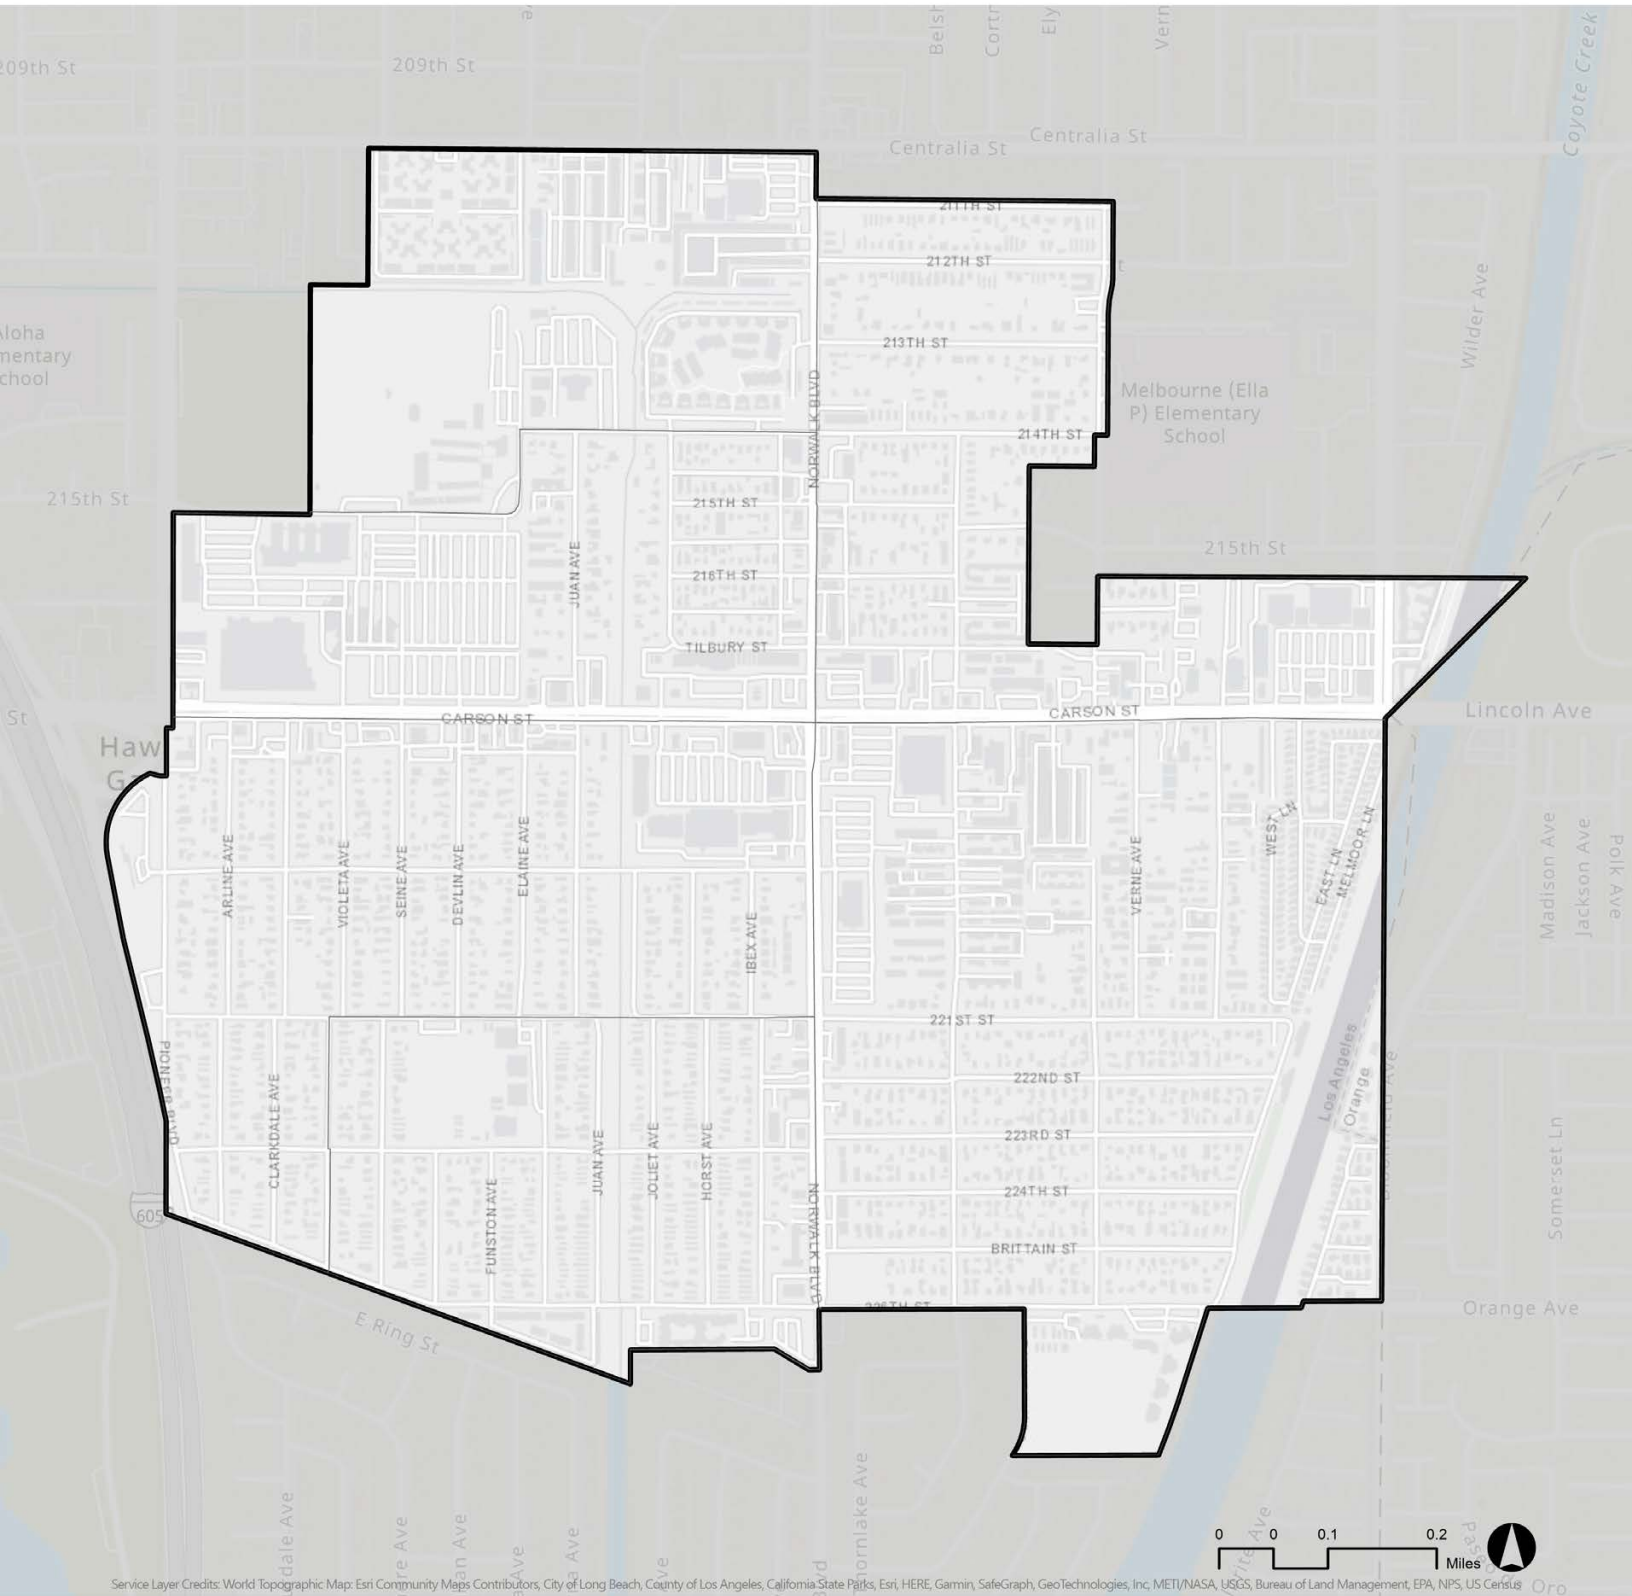 Coyote Creek
209th St
209th St
Centralia St
Centralia St
211TH ST
212TH ST
213TH ST
Wilder Ave
Aloha
mentary
chool
NORWALK BLVD
Melbourne (Ella
P) Elementary
School
214TH ST
215th St
215TH ST
215th St
JUAN AVE
216TH ST
TILBURY ST
St
CARSON ST
CARSON ST
Lincoln Ave
Haw
Ga
ARLINE AVE
VIOLETA AVE
SEINE AVE
DEVLIN AVE
ELAINE AVE
IBEX AVE
VERNE AVE
WEST LN
EAST LN
MELMOOR LN
Madison Ave
Jackson Ave
Polk Ave
221ST ST
PIONEER BLVD
CLARKDALE AVE
222ND ST
Los Angeles
Orange
223RD ST
JUAN AVE
JOLIET AVE
HORST AVE
FUNSTON AVE
NORWALK BLVD
224TH ST
Somerset Ln
605
BRITTAIN ST
226TH ST
Orange Ave
E Ring St
0 0 0.1 0.2
Miles
Service Layer Credits: World Topographic Map: Esri Community Maps Contributors, City of Long Beach, County of Los Angeles, California State Parks, Esri, HERE, Garmin, SafeGraph, GeoTechnologies, Inc, METI/NASA, USGS, Bureau of Land Management, EPA, NPS, US Census